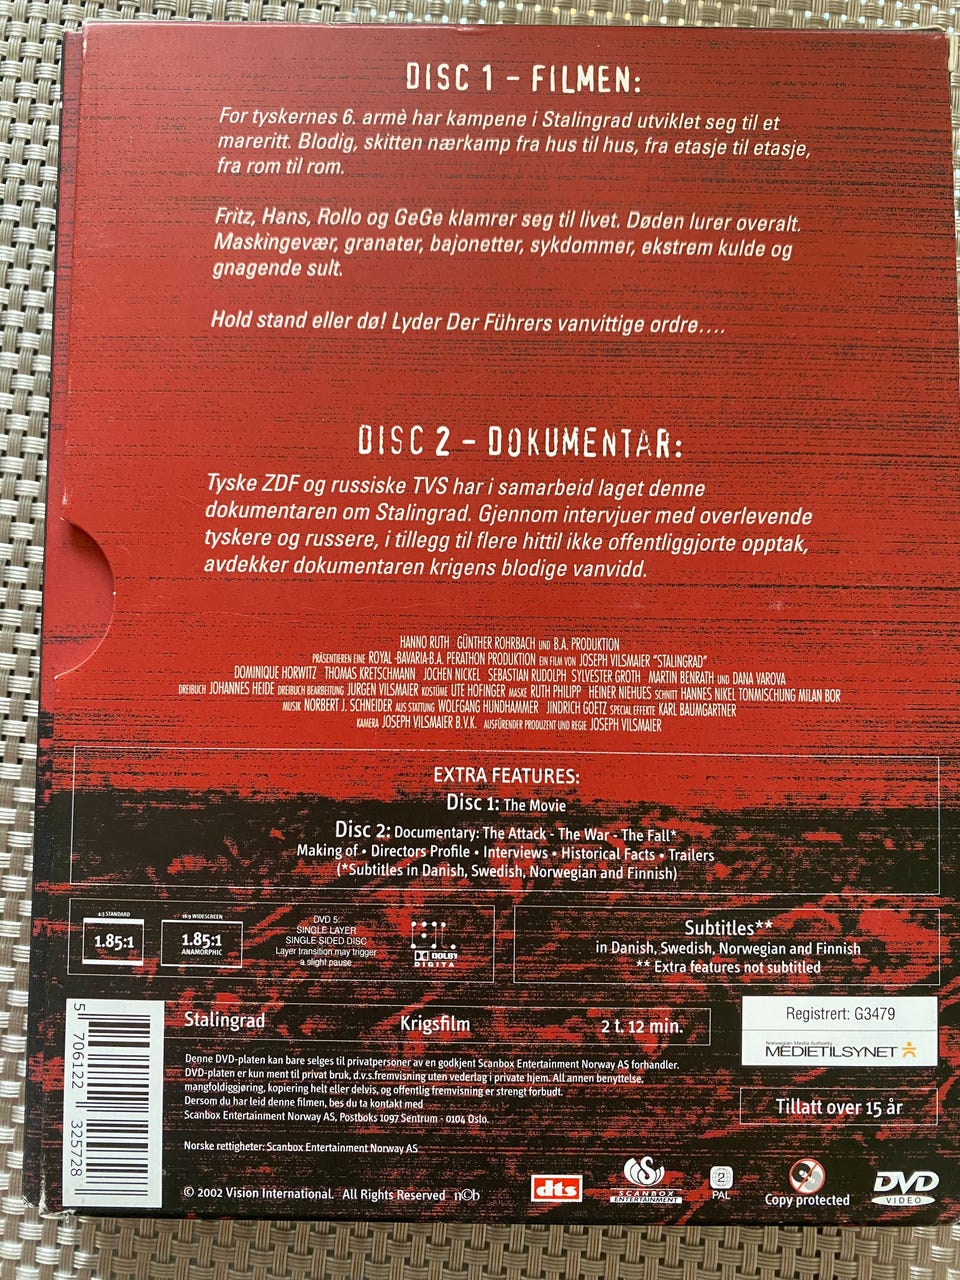 DISC 1 – FILMEN:
For tyskernes 6. armè har kampene i Stalingrad utviklet seg til et
mareritt. Blodig, skitten nærkamp fra hus til hus, fra etasje til etasje,
fra rom til rom.
Fritz, Hans, Rollo og GeGe klamrer seg til livet. Døden lurer overalt.
Maskingevær, granater, bajonetter, sykdommer, ekstrem kulde og
gnagende sult.
Hold stand eller dø! Lyder Der Führers vanvittige ordre….
DISC 2 – DOKUMENTAR:
Tyske ZDF og russiske TVS har i samarbeid laget denne
dokumentaren om Stalingrad. Gjennom intervjuer med overlevende
tyskere og russere, i tillegg til flere hittil ikke offentliggjorte opptak,
avdekker dokumentaren krigens blodige vanvidd.
HANNO RUTH GÜNTHER ROHRBACH UND B.A. PRODUKTION
PRÄSENTIEREN EINE ROYAL-BAVARIA-B.A. PERATHON PRODUKTION EIN FILM VON JOSEPH VILSMAIER "STALINGRAD"
DOMINIQUE HORWITZ THOMAS KRETSCHMANN JOCHEN NICKEL SEBASTIAN RUDOLPH SYLVESTER GROTH MARTIN BENRATH UND DANA VAROVA
DREIBUCH JOHANNES HEIDE DREIBUCH BEARBEITUNG JURGEN VILSMAIER KOSTÜME UTE HOFINGER MASKE RUTH PHILIPP HEINER NIEHUES SCHNITT HANNES NIKEL TONMISCHUNG MILAN BOR
MUSIK NORBERT J. SCHNEIDER AUS STATTUNG WOLFGANG HUNDHAMMER JINDRICH GOETZ SPECIAL EFFEKTE KARL BAUMGARTNER
KAMERA JOSEPH VILSMAIER B.V.K. AUSFÜRENDER PRODUZENT UND REGIE JOSEPH VILSMAIER
EXTRA FEATURES:
Disc 1: The Movie
Disc 2: Documentary: The Attack - The War - The Fall*
Making of • Directors Profile • Interviews • Historical Facts • Trailers
(*Subtitles in Danish, Swedish, Norwegian and Finnish)
4:3 STANDARD
1.85:1
16:9 WIDESCREEN
1.85:1
ANAMORPHIC
DVD 5:
SINGLE LAYER
SINGLE SIDED DISC
Layer transition may trigger
a slight pause
DOLBY
DIGITA
Subtitles**
in Danish, Swedish, Norwegian and Finnish
** Extra features not subtitled
Stalingrad Krigsfilm 2 t. 12 min.
Registrert: G3479
Norwegian Media Authority
MEDIETILSYNET
Denne DVD-platen kan bare selges til privatpersoner av en godkjent Scanbox Entertainment Norway AS forhandler.
DVD-platen er kun ment til privat bruk, d.v.s.fremvisning uten vederlag i private hjem. All annen benyttelse,
mangfoldiggjøring, kopiering helt eller delvis, og offentlig fremvisning er strengt forbudt.
Dersom du har leid denne filmen, bes du ta kontakt med
Scanbox Entertainment Norway AS, Postboks 1097 Sentrum - 0104 Oslo.
Tillatt over 15 år
Norske rettigheter: Scanbox Entertainment Norway AS
© 2002 Vision International. All Rights Reserved n©b
dts
SCANBOX
ENTERTAINMENT
2
PAL
Copy protected
DVD
VIDEO
5 706122 325728